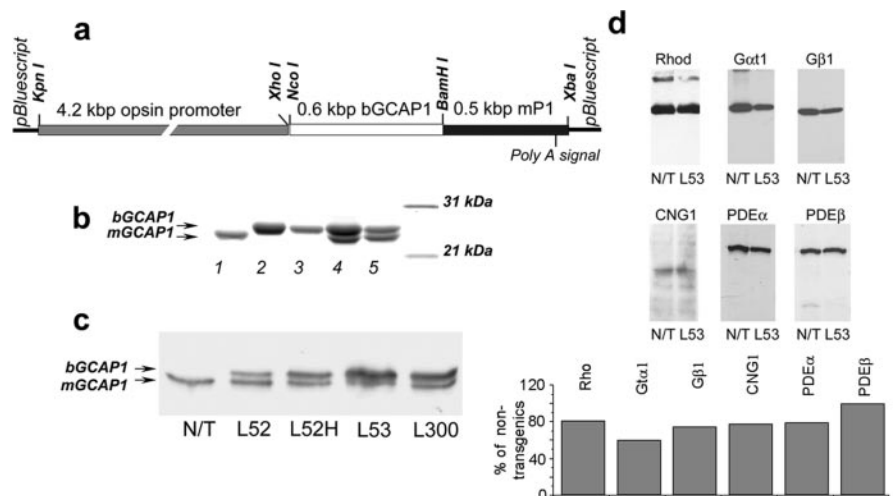 a
pBluescript
Kpn I
4.2 kbp opsin promoter
Xho I
Nco I
0.6 kbp bGCAP1
BamH I
0.5 kbp mP1
Xba I
pBluescript
Poly A signal
b
bGCAP1
mGCAP1
1 2 3 4 5
31 kDa
21 kDa
c
bGCAP1
mGCAP1
N/T L52 L52H L53 L300
d
Rhod Gαt1 Gβ1
N/T L53 N/T L53 N/T L53
CNG1 PDEα PDEβ
N/T L53 N/T L53 N/T L53
Rho Gtα1 Gβ1 CNG1 PDEα PDEβ
% of non-
transgenics
120
80
40
0